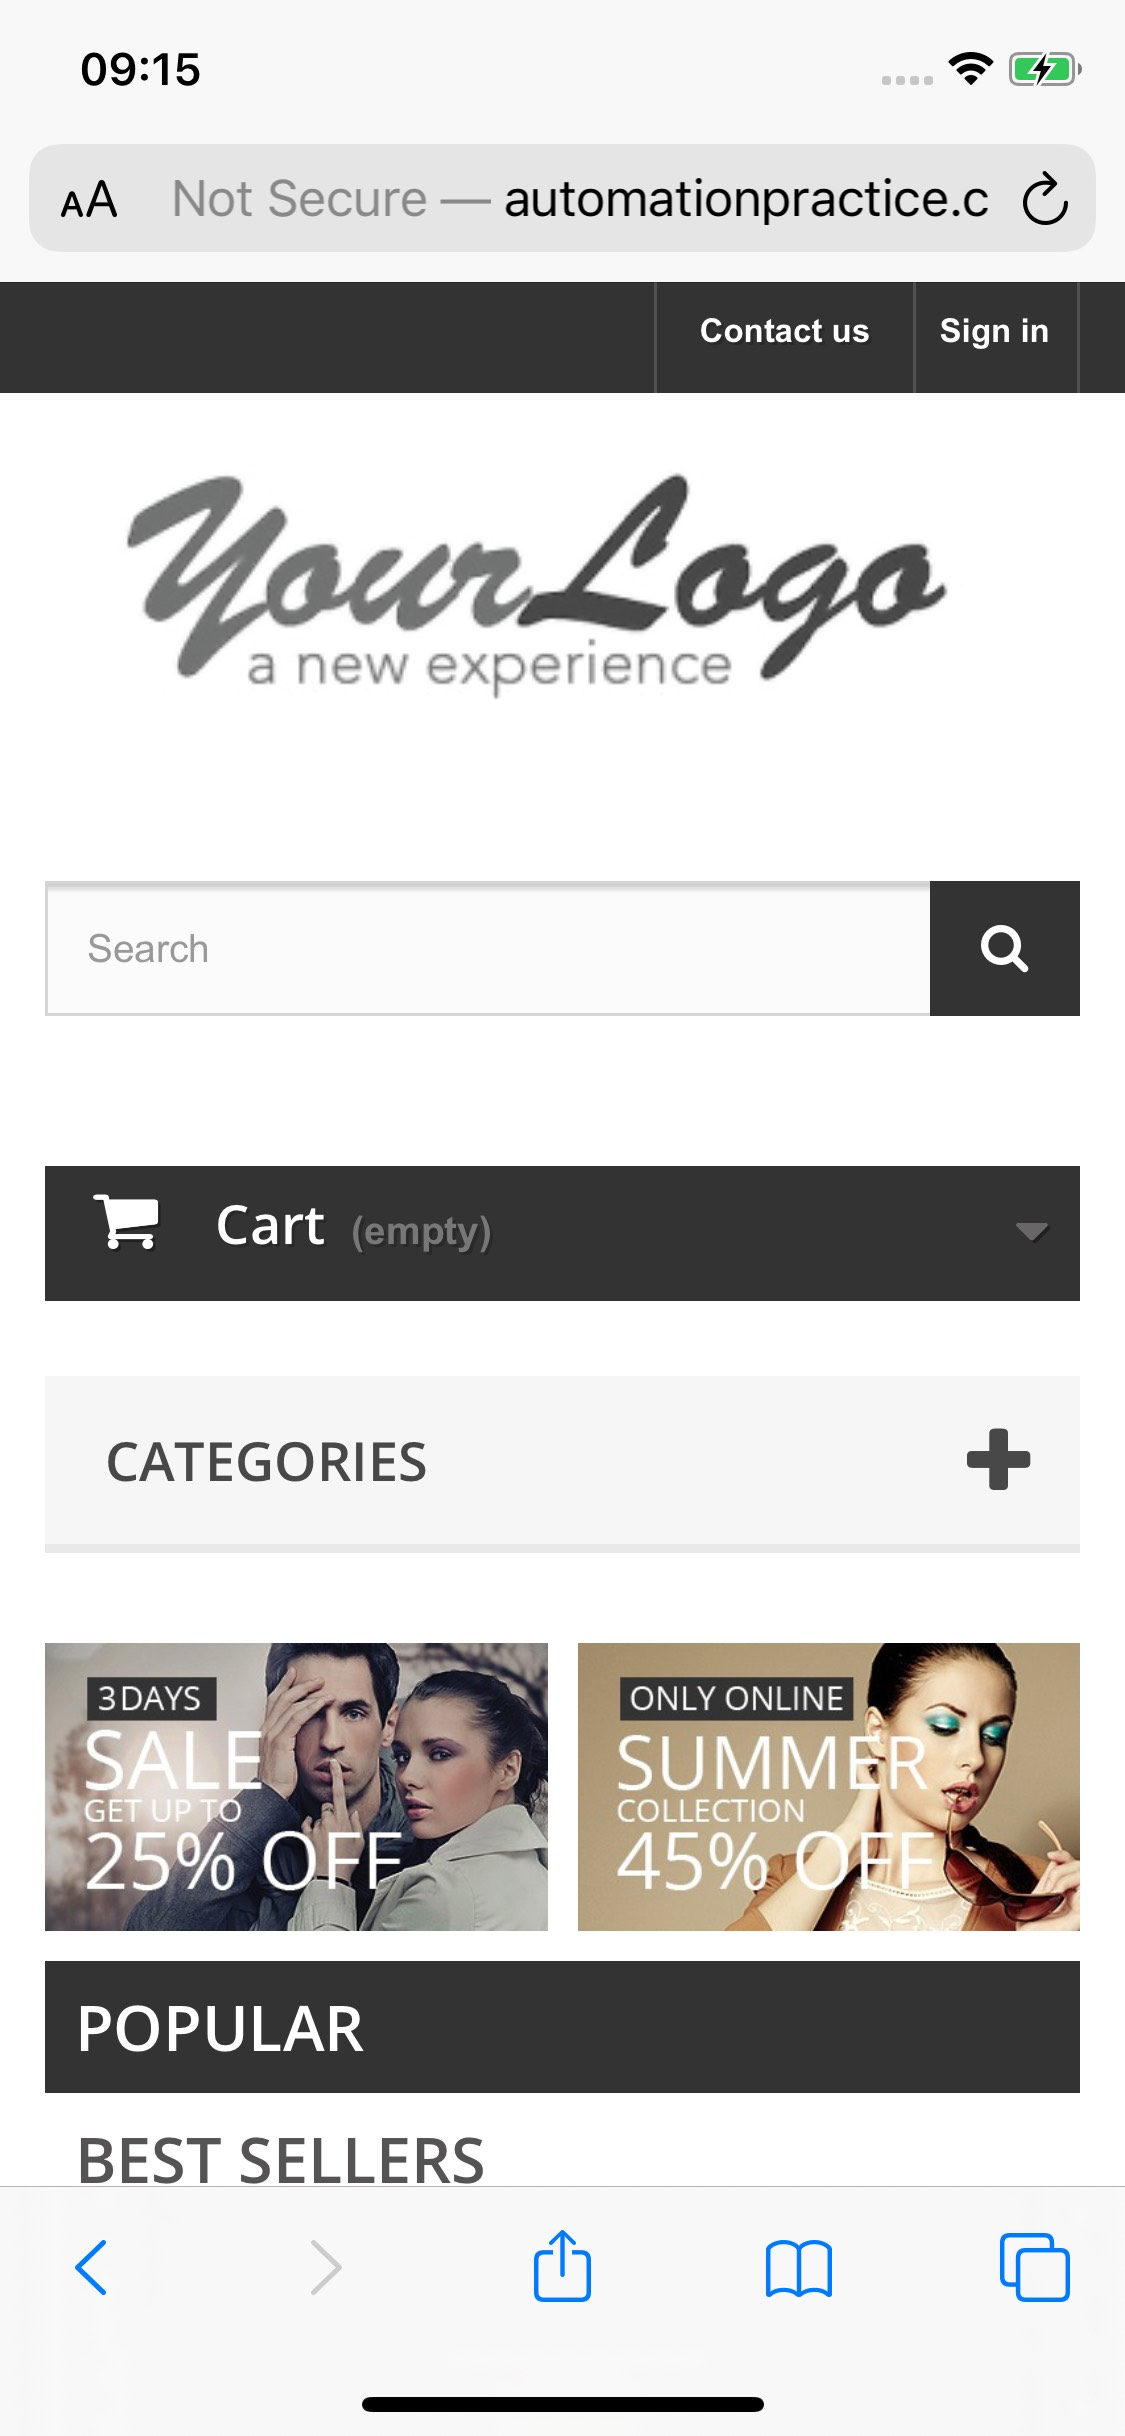 09:15
AA Not Secure — automationpractice.c
Contact us Sign in
YourLogo
a new experience
Search
Cart (empty)
CATEGORIES
3 DAYS
SALE
GET UP TO
25% OFF
ONLY ONLINE
SUMMER
COLLECTION
45% OFF
POPULAR
BEST SELLERS